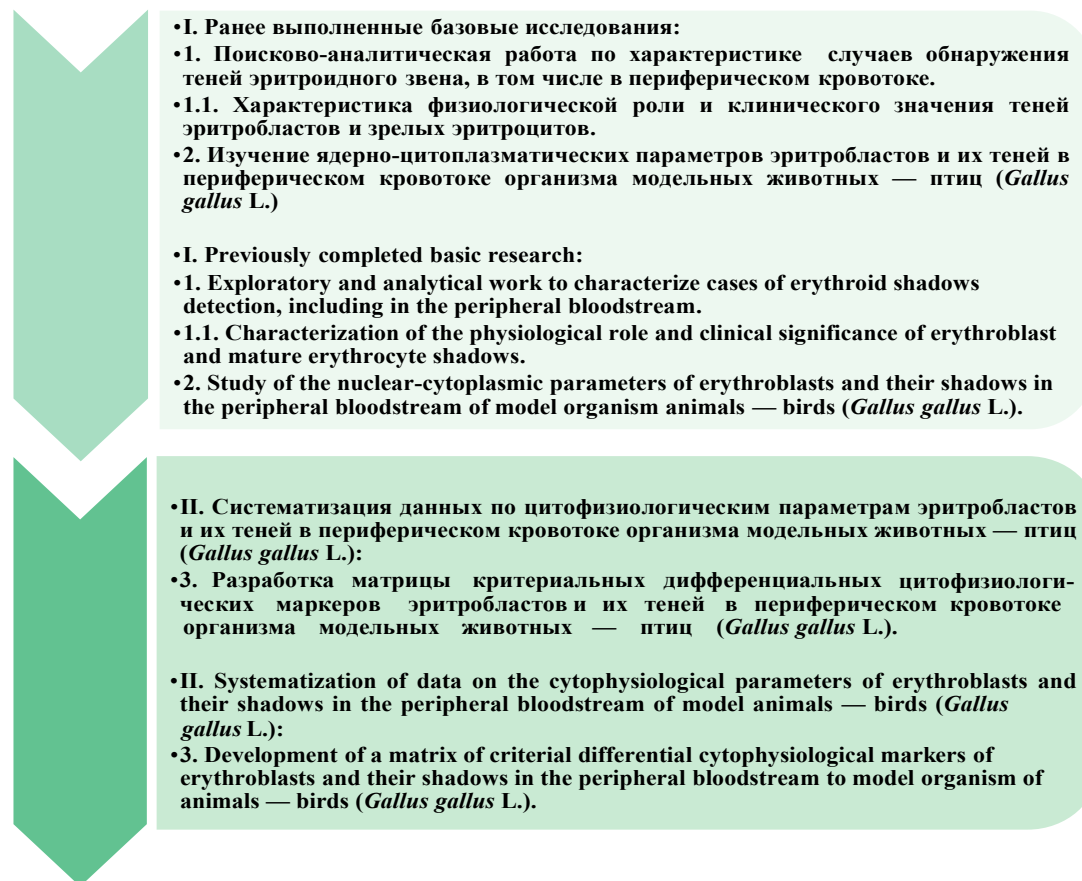 •I. Ранее выполненные базовые исследования:
•1. Поисково-аналитическая работа по характеристике случаев обнаружения
теней эритроидного звена, в том числе в периферическом кровотоке.
•1.1. Характеристика физиологической роли и клинического значения теней
эритробластов и зрелых эритроцитов.
•2. Изучение ядерно-цитоплазматических параметров эритробластов и их теней в
периферическом кровотоке организма модельных животных — птиц (Gallus
gallus L.)
•I. Previously completed basic research:
•1. Exploratory and analytical work to characterize cases of erythroid shadows
detection, including in the peripheral bloodstream.
•1.1. Characterization of the physiological role and clinical significance of erythroblast
and mature erythrocyte shadows.
•2. Study of the nuclear-cytoplasmic parameters of erythroblasts and their shadows in
the peripheral bloodstream of model organism animals — birds (Gallus gallus L.).
•II. Систематизация данных по цитофизиологическим параметрам эритробластов
и их теней в периферическом кровотоке организма модельных животных — птиц
(Gallus gallus L.):
•3. Разработка матрицы критериальных дифференциальных цитофизиологи-
ческих маркеров эритробластов и их теней в периферическом кровотоке
организма модельных животных — птиц (Gallus gallus L.).
•II. Systematization of data on the cytophysiological parameters of erythroblasts and
their shadows in the peripheral bloodstream of model animals — birds (Gallus
gallus L.):
•3. Development of a matrix of criterial differential cytophysiological markers of
erythroblasts and their shadows in the peripheral bloodstream to model organism of
animals — birds (Gallus gallus L.).